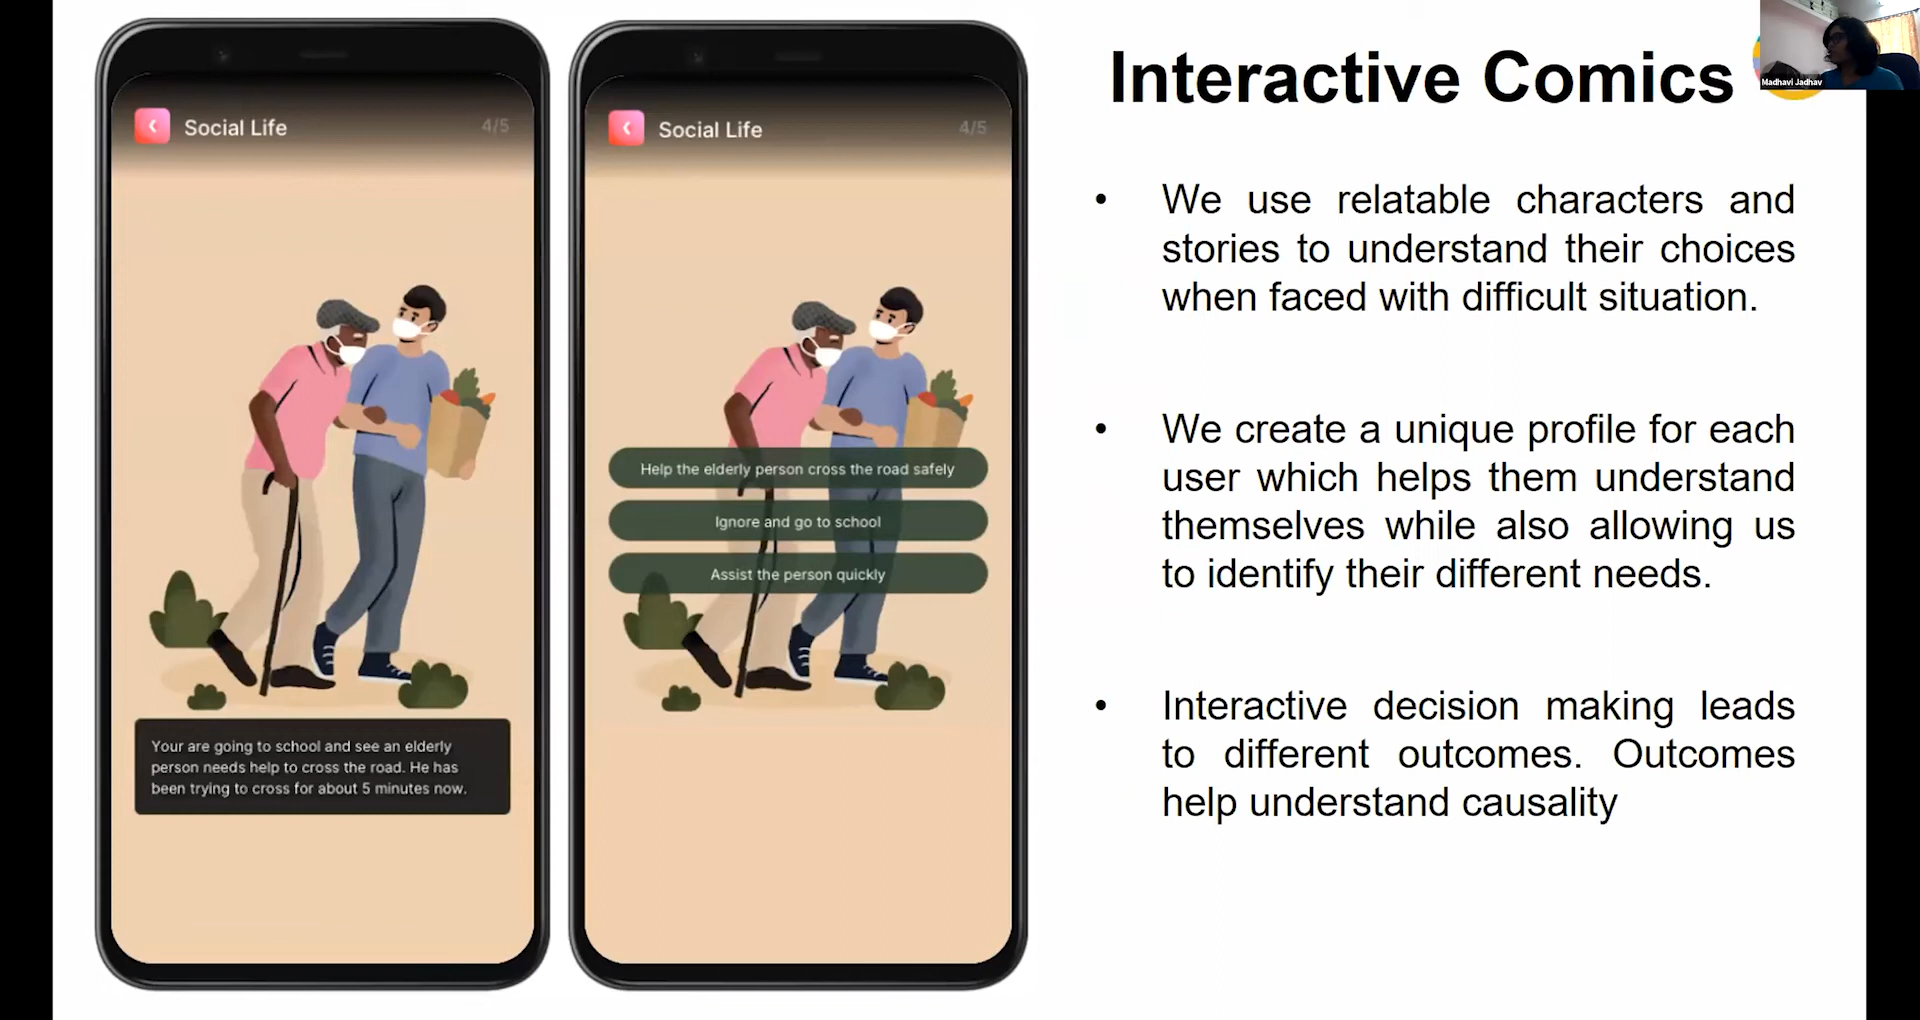 Social Life
4/5
Your are going to school and see an elderly
person needs help to cross the road. He has
been trying to cross for about 5 minutes now.
Social Life
4/5
Help the elderly person cross the road safely
Ignore and go to school
Assist the person quickly
Interactive Comics
Madhavi Jadhav
• We use relatable characters and
stories to understand their choices
when faced with difficult situation.
• We create a unique profile for each
user which helps them understand
themselves while also allowing us
to identify their different needs.
• Interactive decision making leads
to different outcomes. Outcomes
help understand causality